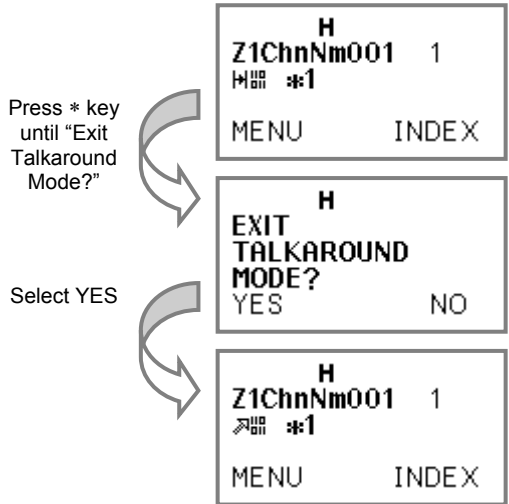 H
Z1ChnNm001 1
*1
MENU INDEX
Press * key
until “Exit
Talkaround
Mode?”
H
EXIT
TALKAROUND
MODE?
YES NO
Select YES
H
Z1ChnNm001 1
*1
MENU INDEX